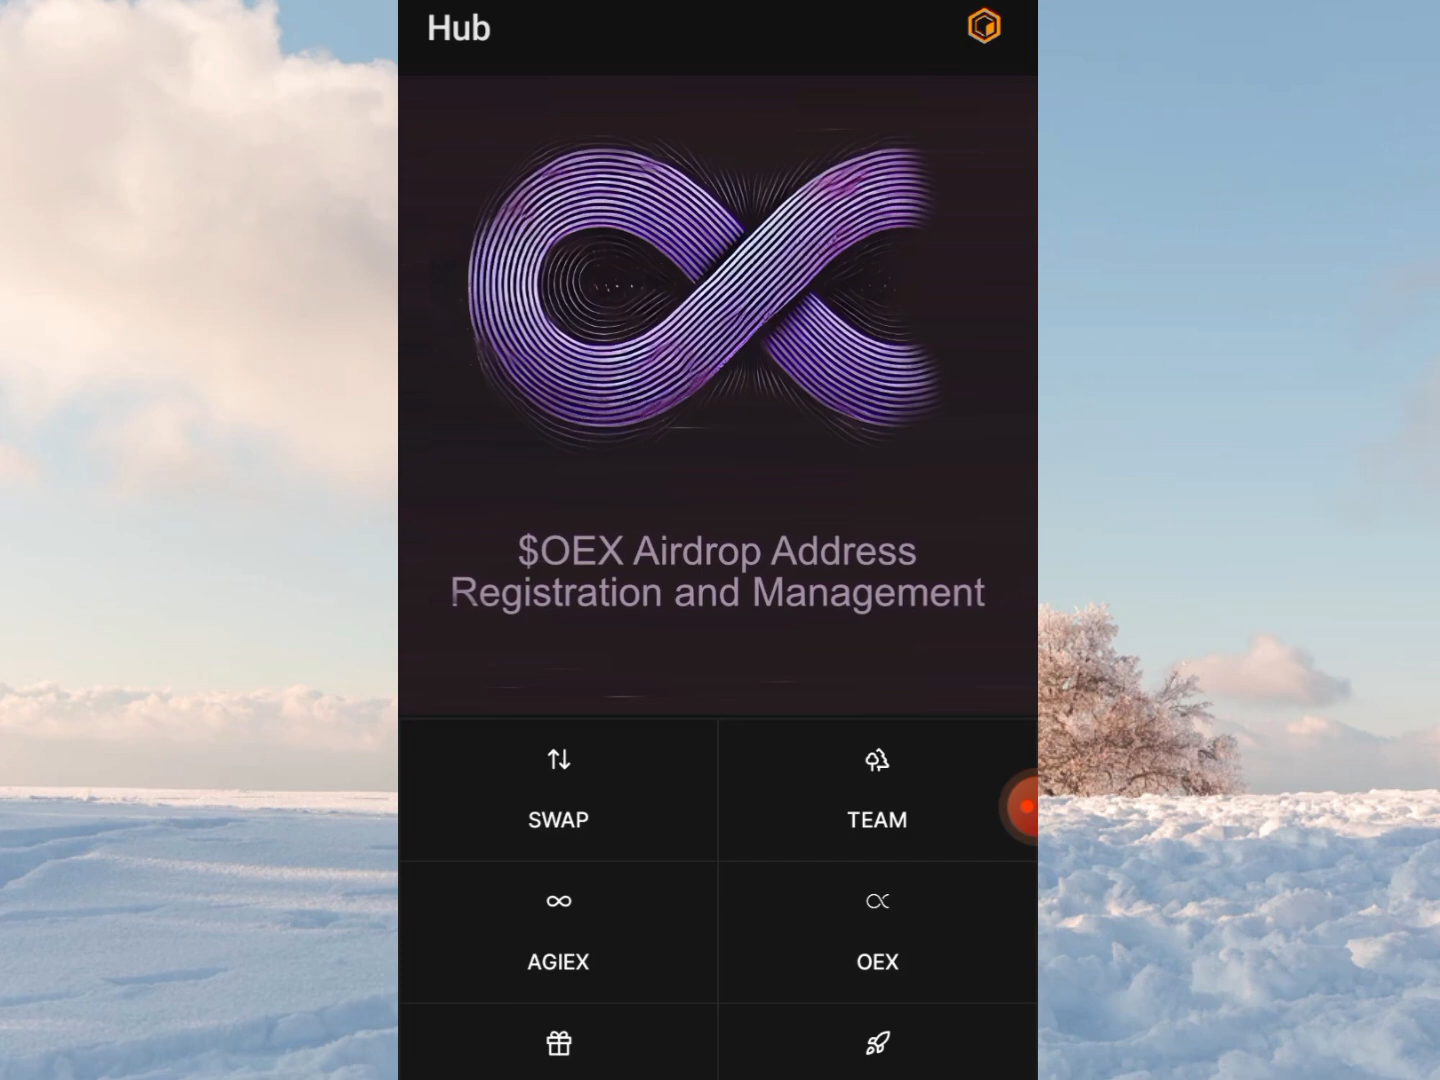 Hub
$OEX Airdrop Address
Registration and Management
SWAP
TEAM
AGIEX
OEX